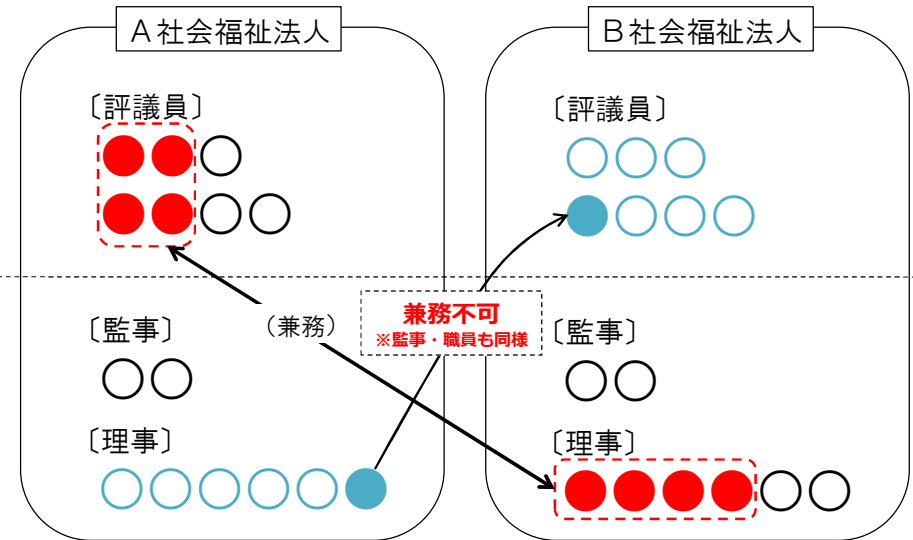 A社会福祉法人
〔評議員〕
〔監事〕
〔理事〕
（兼務）
兼務不可
※監事・職員も同様
B社会福祉法人
〔評議員〕
〔監事〕
〔理事〕